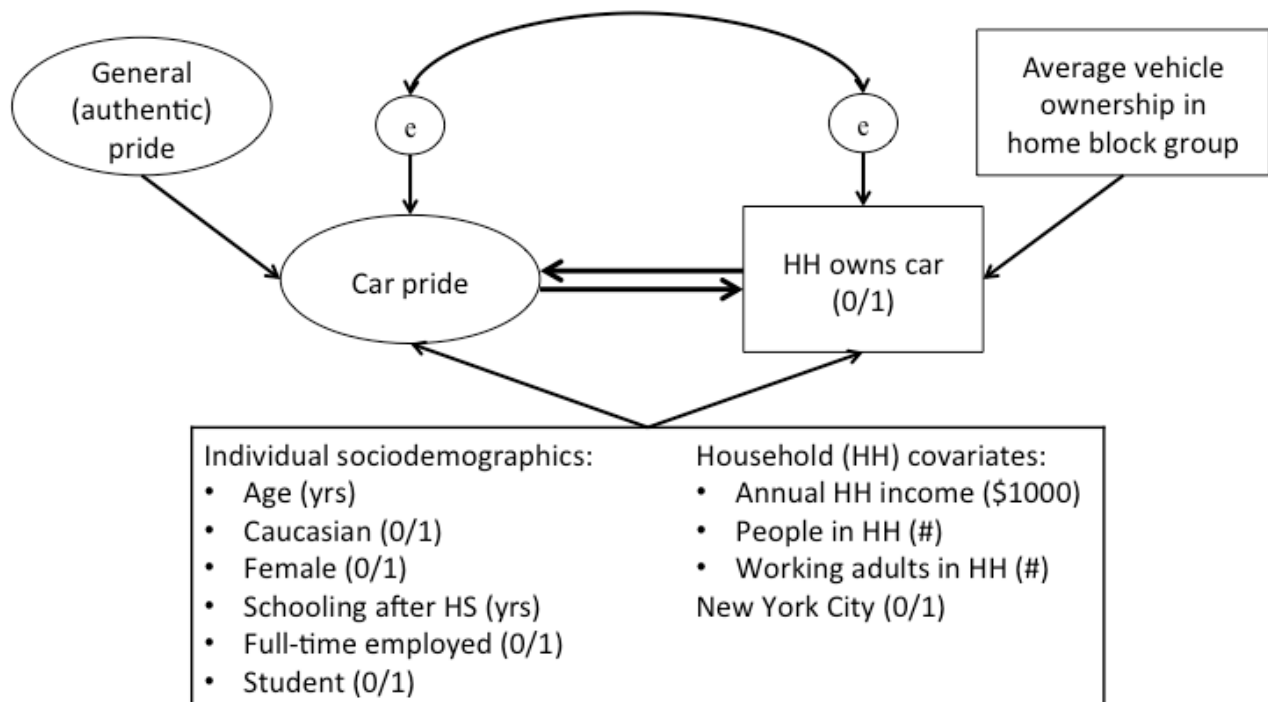 General
(authentic)
pride
e
e
Average vehicle
ownership in
home block group
Car pride
HH owns car
(0/1)
Individual sociodemographics:
• Age (yrs)
• Caucasian (0/1)
• Female (0/1)
• Schooling after HS (yrs)
• Full-time employed (0/1)
• Student (0/1)
Household (HH) covariates:
• Annual HH income ($1000)
• People in HH (#)
• Working adults in HH (#)
New York City (0/1)